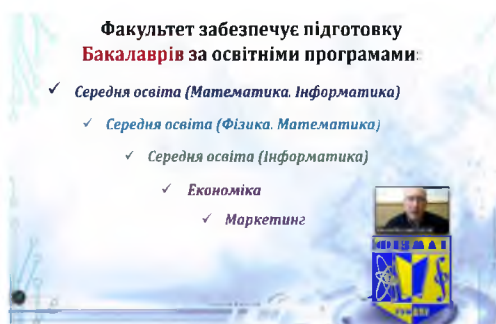 Факультет забезпечує підготовку
Бакалаврів за освітніми програмами:
✓ Середня освіта (Математика. Інформатика)
✓ Середня освіта (Фізика. Математика)
✓ Середня освіта (Інформатика)
✓ Економіка
✓ Маркетинг
ФІЗМАТ